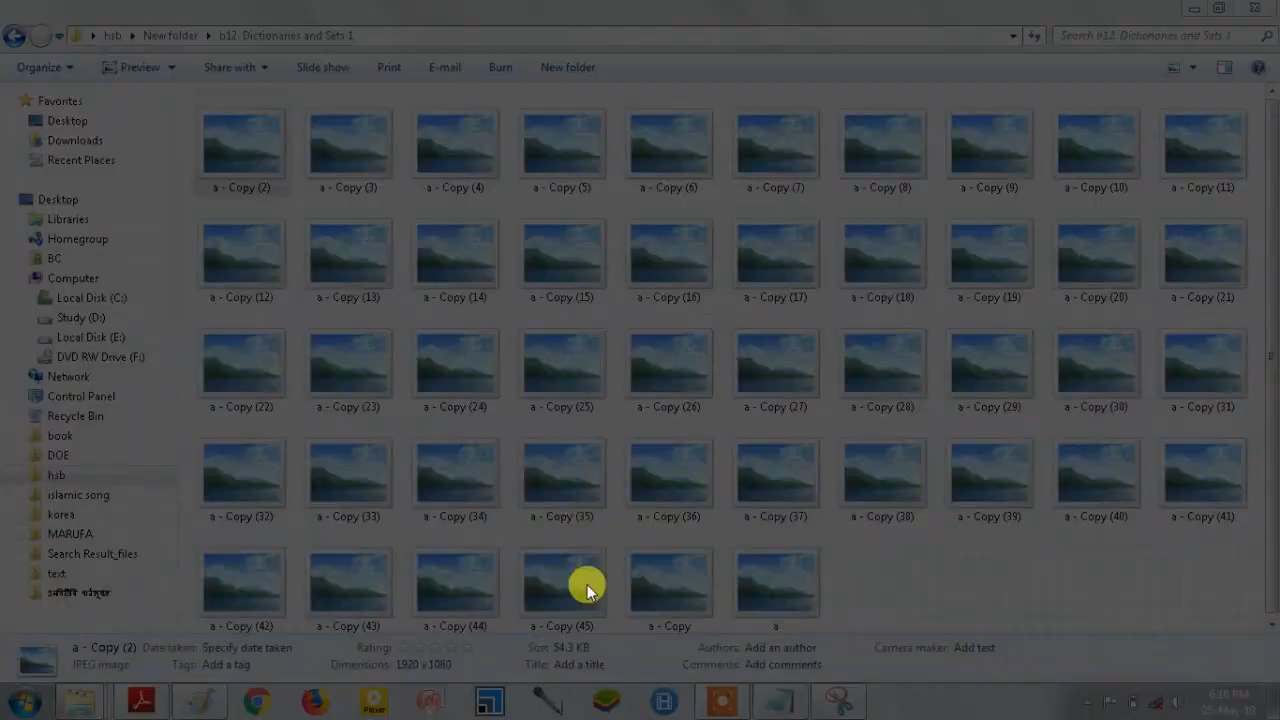 hsb ▸ New folder ▸ b12. Dictionaries and Sets 1
Search b12. Dictionaries and Sets 1
Organize Preview Share with Slide show Print E-mail Burn New folder
Favorites
Desktop
Downloads
Recent Places
Desktop
Libraries
Homegroup
BC
Computer
Local Disk (C:)
Study (D:)
Local Disk (E:)
DVD RW Drive (F:)
Network
Control Panel
Recycle Bin
book
DOE
hsb
islamic song
korea
MARUFA
Search Result_files
text
a - Copy (2) a - Copy (3) a - Copy (4) a - Copy (5) a - Copy (6) a - Copy (7) a - Copy (8) a - Copy (9) a - Copy (10) a - Copy (11)
a - Copy (12) a - Copy (13) a - Copy (14) a - Copy (15) a - Copy (16) a - Copy (17) a - Copy (18) a - Copy (19) a - Copy (20) a - Copy (21)
a - Copy (22) a - Copy (23) a - Copy (24) a - Copy (25) a - Copy (26) a - Copy (27) a - Copy (28) a - Copy (29) a - Copy (30) a - Copy (31)
a - Copy (32) a - Copy (33) a - Copy (34) a - Copy (35) a - Copy (36) a - Copy (37) a - Copy (38) a - Copy (39) a - Copy (40) a - Copy (41)
a - Copy (42) a - Copy (43) a - Copy (44) a - Copy (45) a - Copy a
a - Copy (2) Date taken: Specify date taken Rating: Size: 54.3 KB Authors: Add an author Camera maker: Add text
JPEG image Tags: Add a tag Dimensions: 1920 x 1080 Title: Add a title Comments: Add comments
Player
6:10 PM
25-May-19